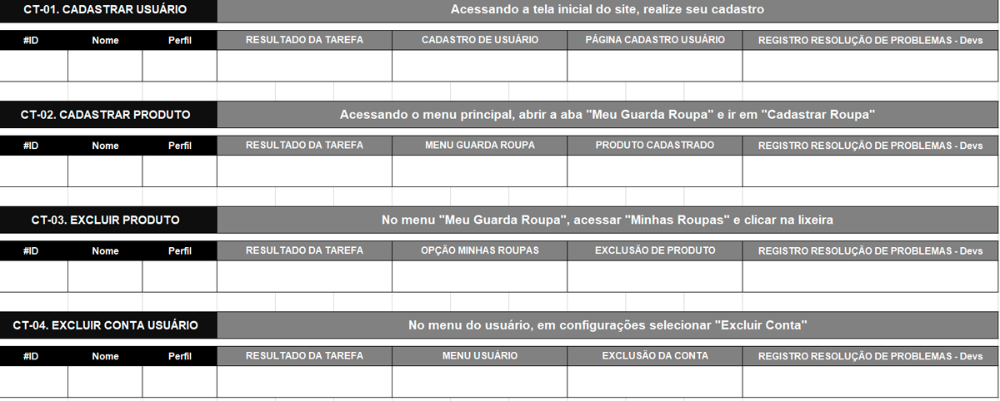 CT-01. CADASTRAR USUÁRIO Acessando a tela inicial do site, realize seu cadastro
#ID Nome Perfil RESULTADO DA TAREFA CADASTRO DE USUÁRIO PÁGINA CADASTRO USUÁRIO REGISTRO RESOLUÇÃO DE PROBLEMAS - Devs
CT-02. CADASTRAR PRODUTO Acessando o menu principal, abrir a aba "Meu Guarda Roupa" e ir em "Cadastrar Roupa"
#ID Nome Perfil RESULTADO DA TAREFA MENU GUARDA ROUPA PRODUTO CADASTRADO REGISTRO RESOLUÇÃO DE PROBLEMAS - Devs
CT-03. EXCLUIR PRODUTO No menu "Meu Guarda Roupa", acessar "Minhas Roupas" e clicar na lixeira
#ID Nome Perfil RESULTADO DA TAREFA OPÇÃO MINHAS ROUPAS EXCLUSÃO DE PRODUTO REGISTRO RESOLUÇÃO DE PROBLEMAS - Devs
CT-04. EXCLUIR CONTA USUÁRIO No menu do usuário, em configurações selecionar "Excluir Conta"
#ID Nome Perfil RESULTADO DA TAREFA MENU USUÁRIO EXCLUSÃO DA CONTA REGISTRO RESOLUÇÃO DE PROBLEMAS - Devs